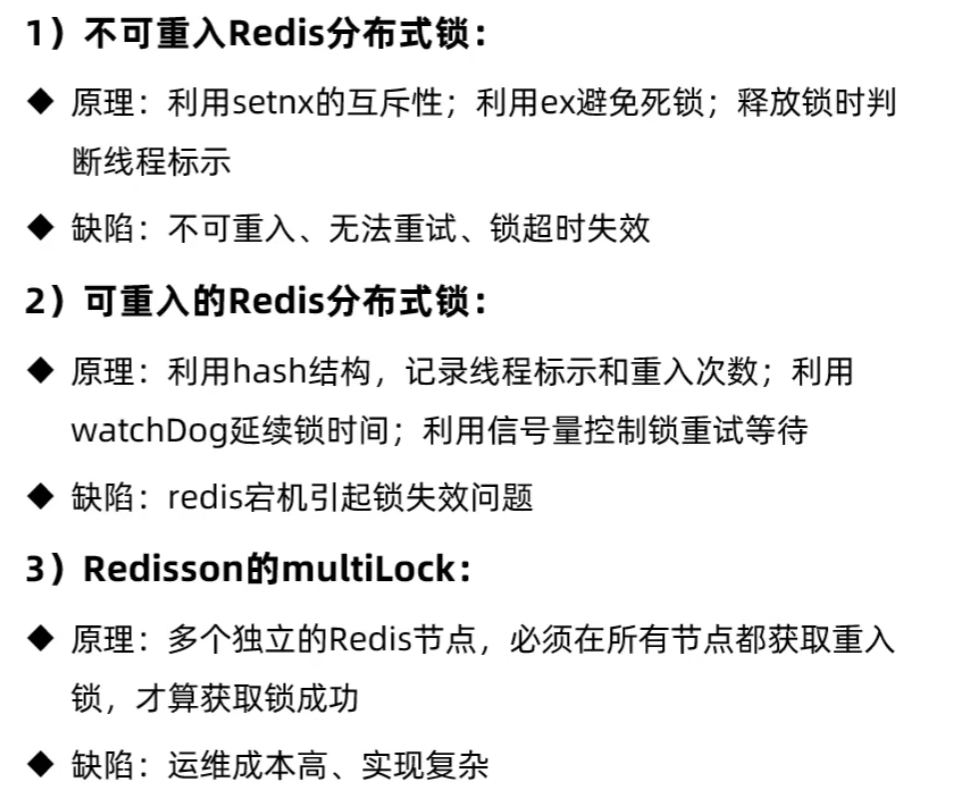 1）不可重入Redis分布式锁：
◆ 原理：利用setnx的互斥性；利用ex避免死锁；释放锁时判
断线程标示
◆ 缺陷：不可重入、无法重试、锁超时失效
2）可重入的Redis分布式锁：
◆ 原理：利用hash结构，记录线程标示和重入次数；利用
watchDog延续锁时间；利用信号量控制锁重试等待
◆ 缺陷：redis宕机引起锁失效问题
3）Redisson的multiLock：
◆ 原理：多个独立的Redis节点，必须在所有节点都获取重入
锁，才算获取锁成功
◆ 缺陷：运维成本高、实现复杂